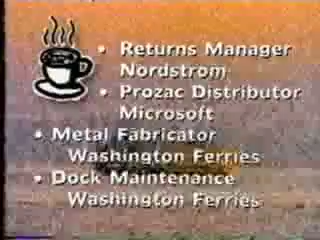 • Returns Manager
Nordstrom
• Prozac Distributor
Microsoft
• Metal Fabricator
Washington Ferries
• Dock Maintenance
Washington Ferries